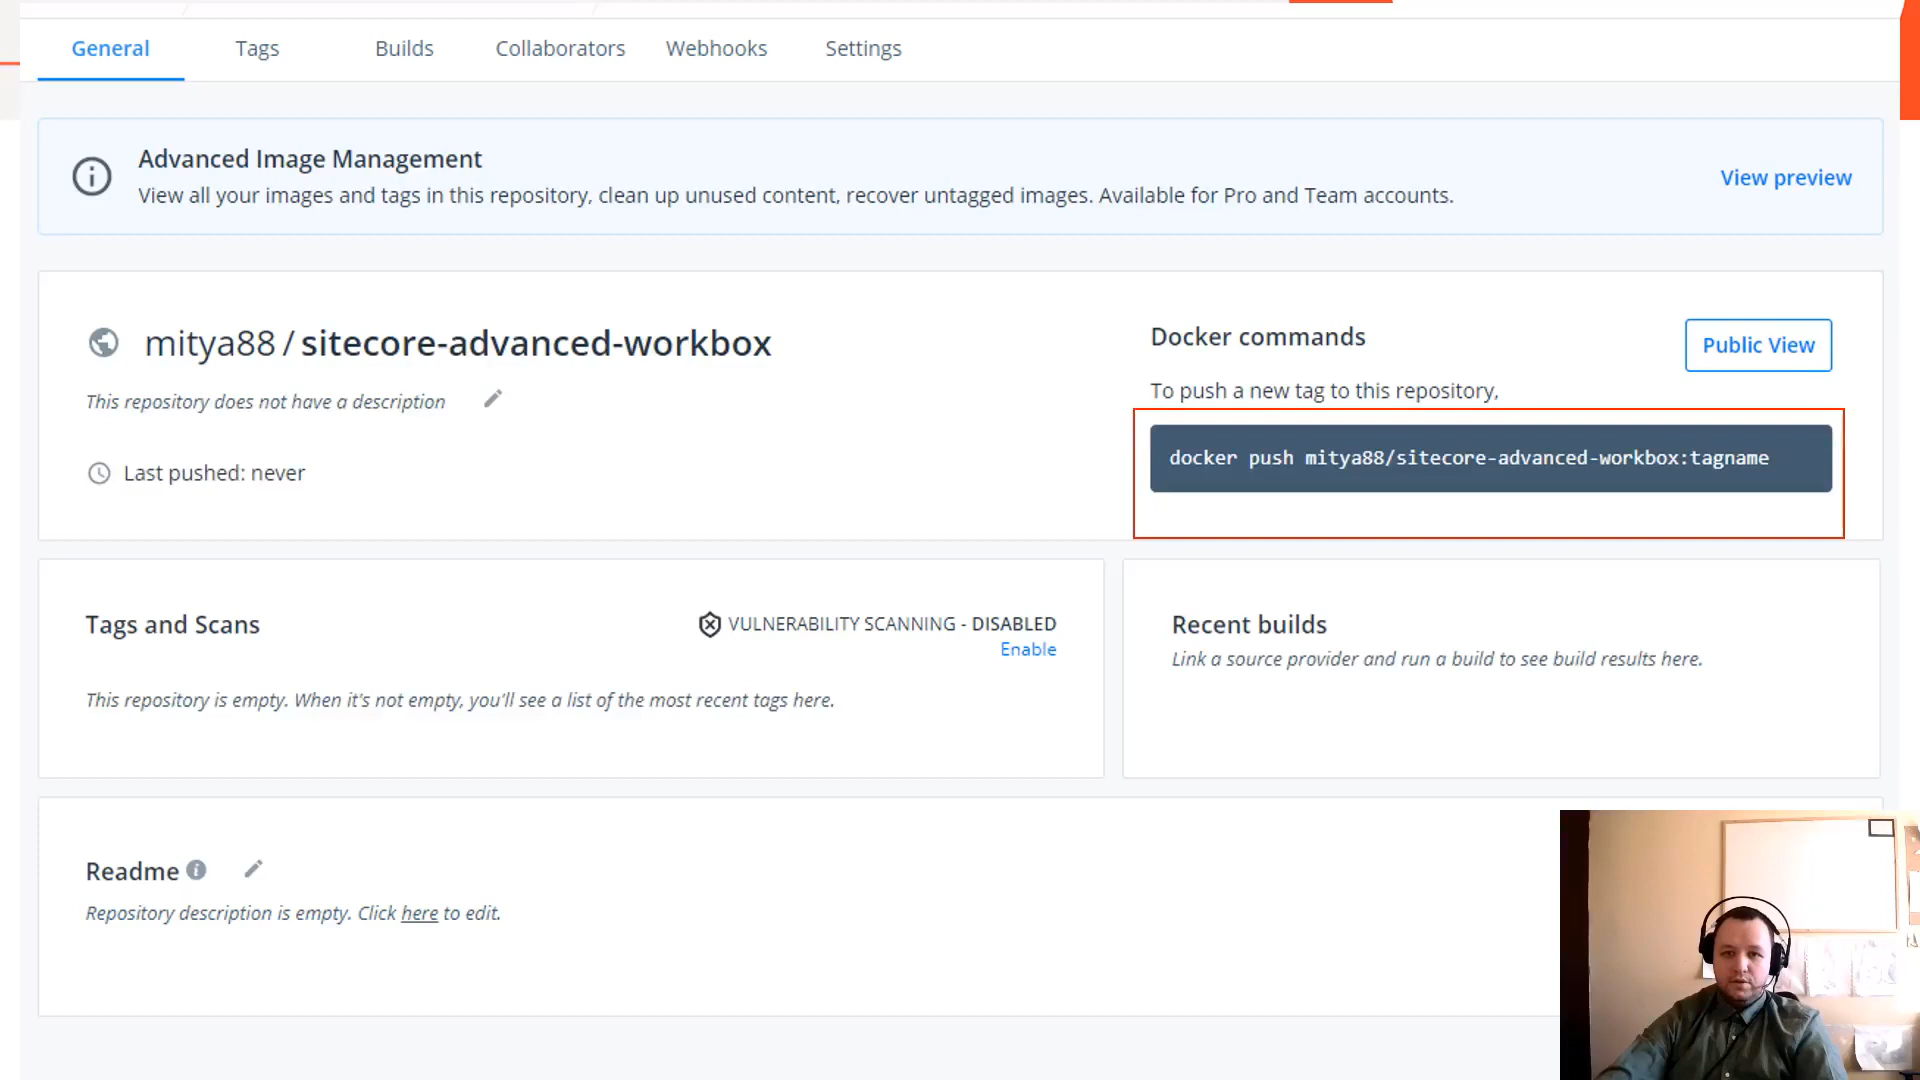 General Tags Builds Collaborators Webhooks Settings
Advanced Image Management
View all your images and tags in this repository, clean up unused content, recover untagged images. Available for Pro and Team accounts.
View preview
mitya88 / sitecore-advanced-workbox
This repository does not have a description
Last pushed: never
Docker commands
Public View
To push a new tag to this repository,
docker push mitya88/sitecore-advanced-workbox:tagname
Tags and Scans
VULNERABILITY SCANNING - DISABLED
Enable
This repository is empty. When it's not empty, you'll see a list of the most recent tags here.
Recent builds
Link a source provider and run a build to see build results here.
Readme
Repository description is empty. Click here to edit.